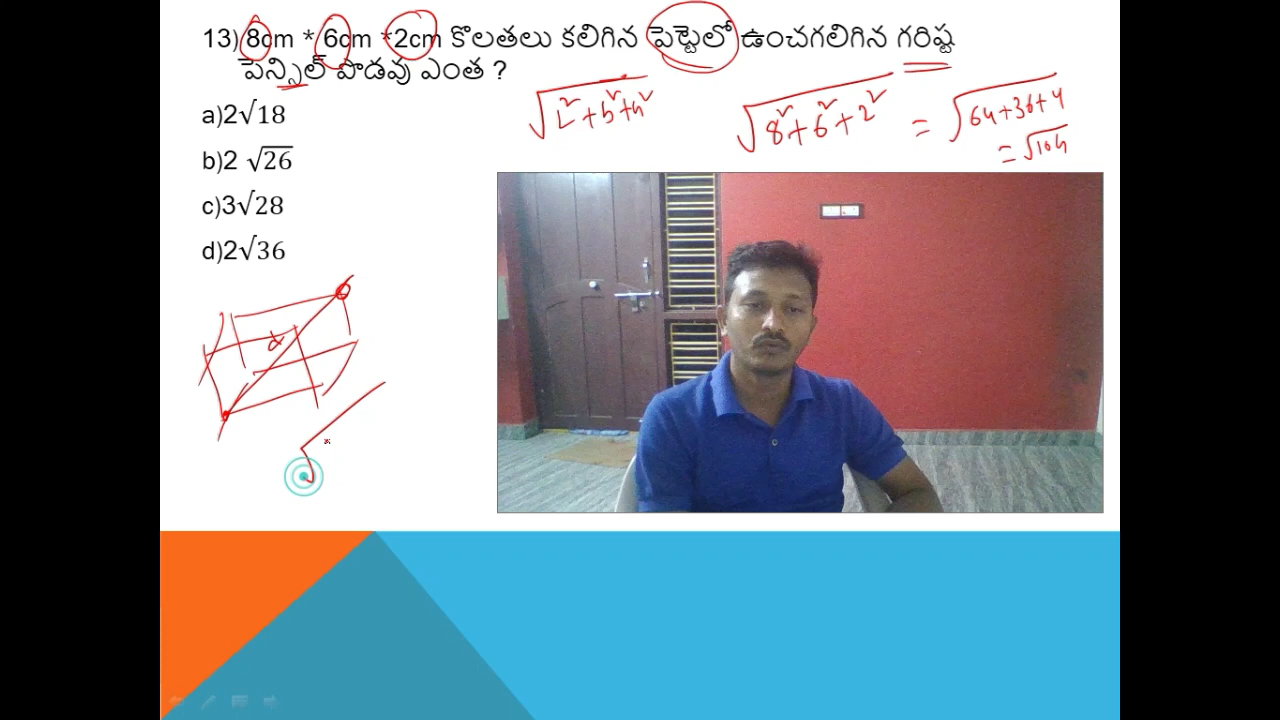 13) 8cm * 6cm *2cm కొలతలు కలిగిన పెట్టెలో ఉంచగలిగిన గరిష్ట
పెన్సిల్ పొడవు ఎంత ?
√L²+b²+h²
√8²+6²+2² = √64+36+4
= √104
a)2√18
b)2 √26
c)3√28
d)2√36
d